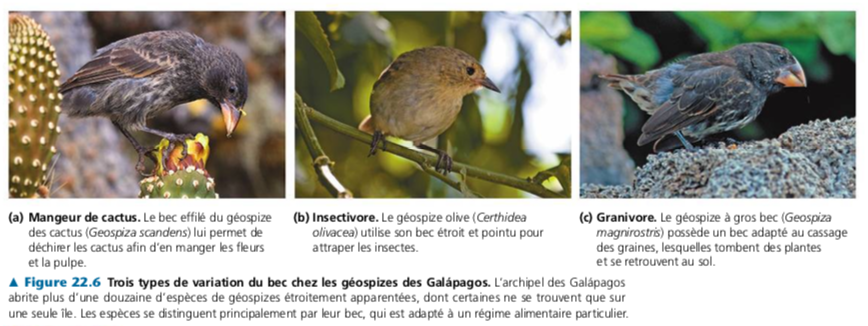 (a) Mangeur de cactus. Le bec effilé du géospize
des cactus (Geospiza scandens) lui permet de
déchirer les cactus afin d'en manger les fleurs
et la pulpe.
(b) Insectivore. Le géospize olive (Certhidea
olivacea) utilise son bec étroit et pointu pour
attraper les insectes.
(c) Granivore. Le géospize à gros bec (Geospiza
magnirostris) possède un bec adapté au cassage
des graines, lesquelles tombent des plantes
et se retrouvent au sol.
▲ Figure 22.6 Trois types de variation du bec chez les géospizes des Galápagos. L'archipel des Galápagos
abrite plus d'une douzaine d'espèces de géospizes étroitement apparentées, dont certaines ne se trouvent que sur
une seule île. Les espèces se distinguent principalement par leur bec, qui est adapté à un régime alimentaire particulier.